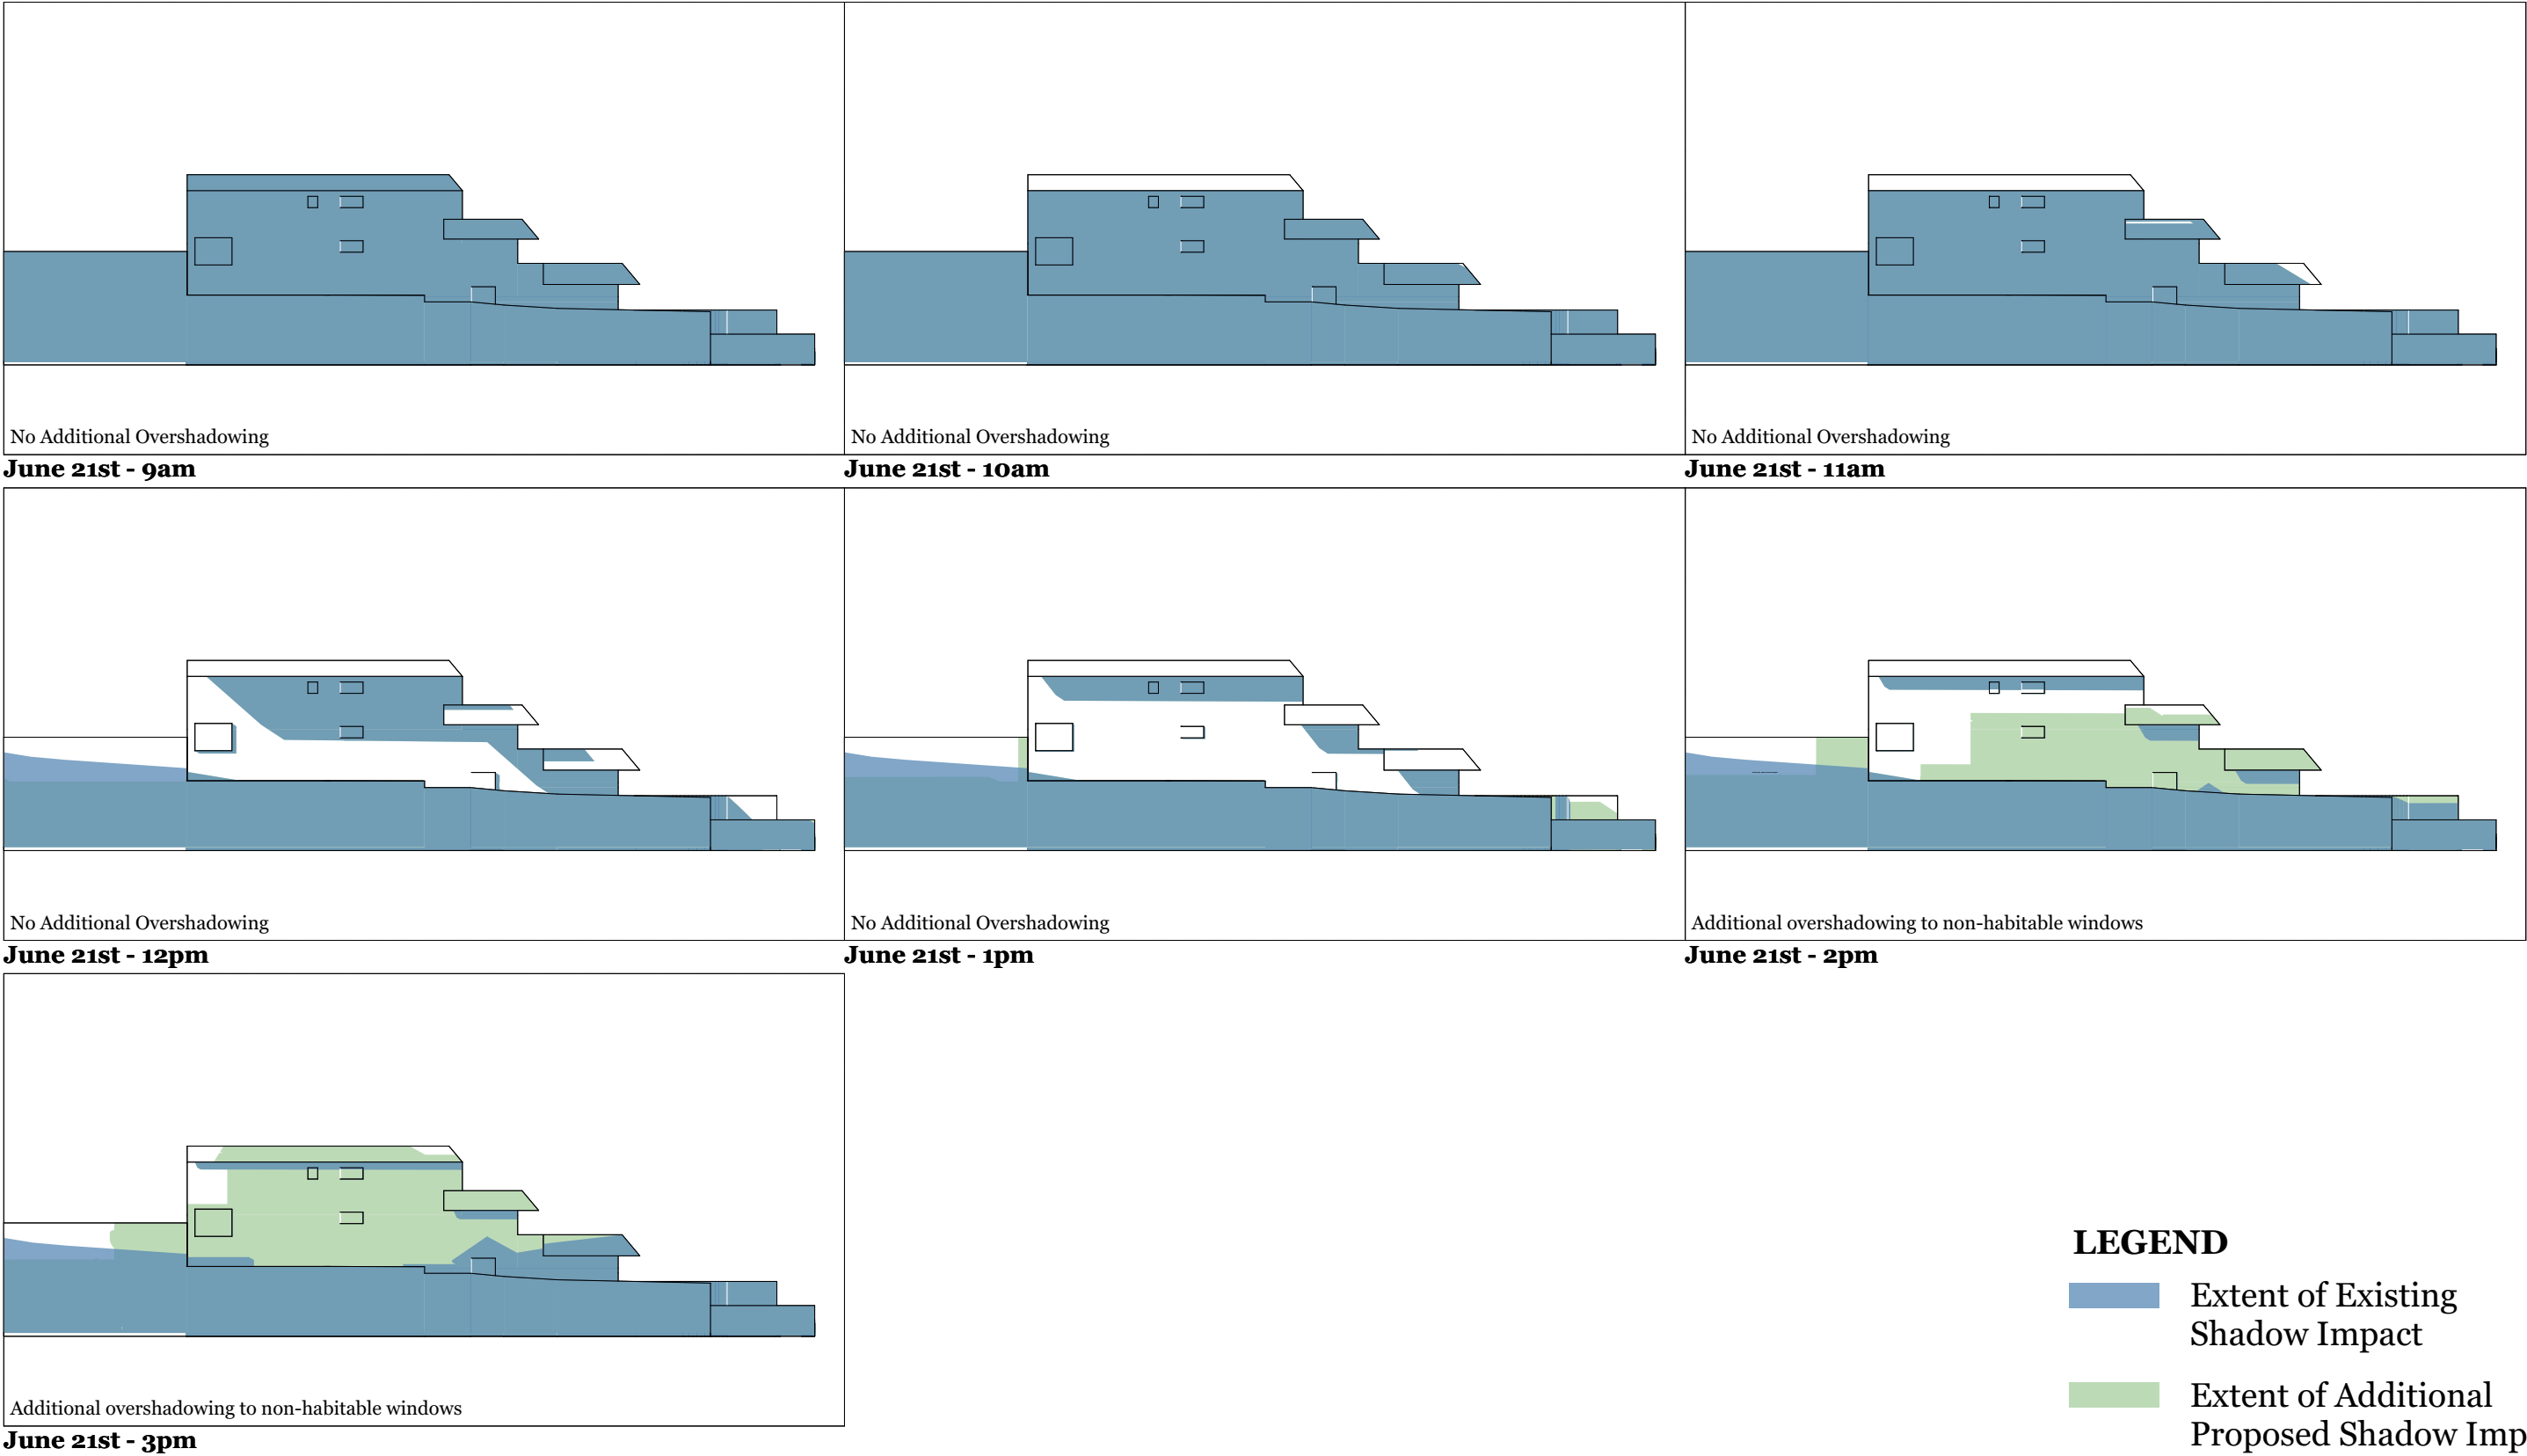 No Additional Overshadowing
No Additional Overshadowing
No Additional Overshadowing
June 21st - 9am
June 21st - 10am
June 21st - 11am
No Additional Overshadowing
No Additional Overshadowing
Additional overshadowing to non-habitable windows
June 21st - 12pm
June 21st - 1pm
June 21st - 2pm
Additional overshadowing to non-habitable windows
June 21st - 3pm
LEGEND
Extent of Existing
Shadow Impact
Extent of Additional
Proposed Shadow Imp